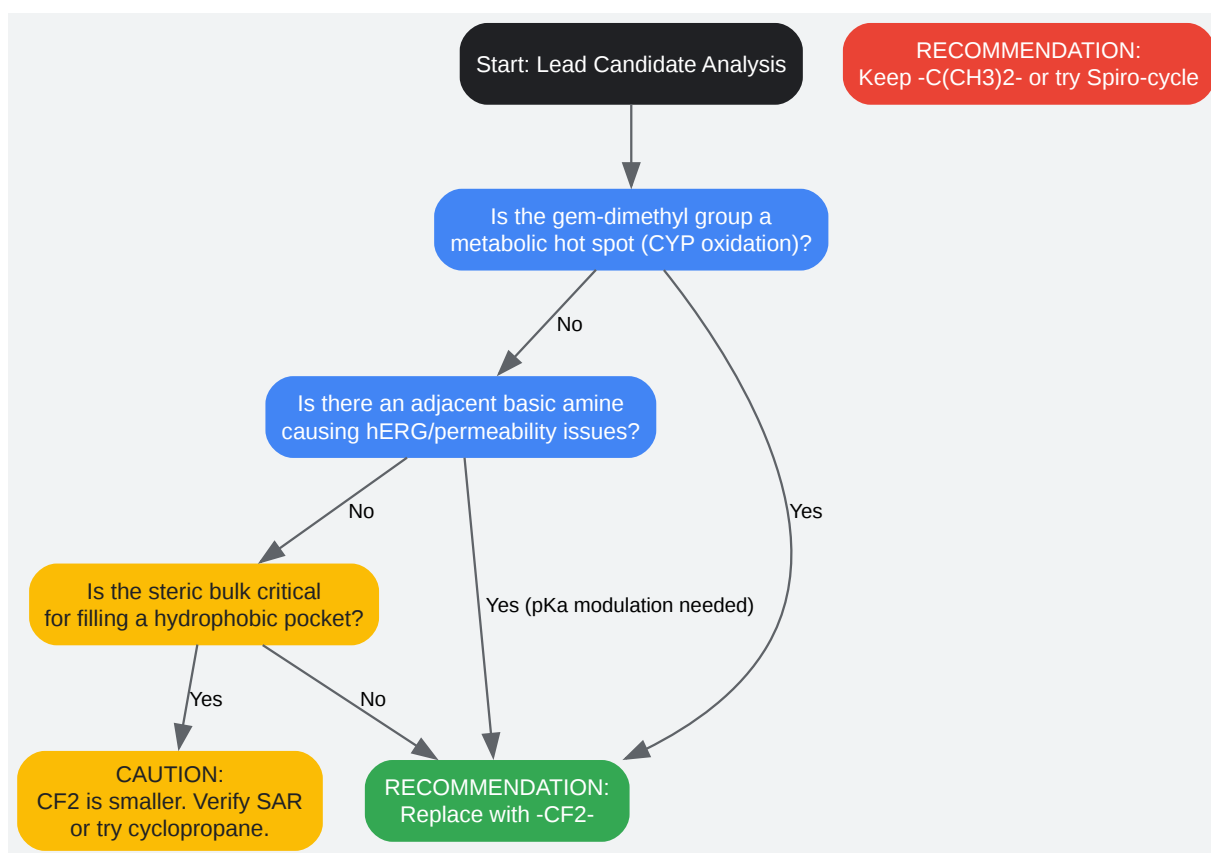 Start: Lead Candidate Analysis
RECOMMENDATION:
Keep -C(CH3)2- or try Spiro-cycle
Is the gem-dimethyl group a
metabolic hot spot (CYP oxidation)?
No
Is there an adjacent basic amine
causing hERG/permeability issues?
No
Yes
Is the steric bulk critical
for filling a hydrophobic pocket?
Yes (pKa modulation needed)
Yes
No
CAUTION:
CF2 is smaller. Verify SAR
or try cyclopropane.
RECOMMENDATION:
Replace with -CF2-